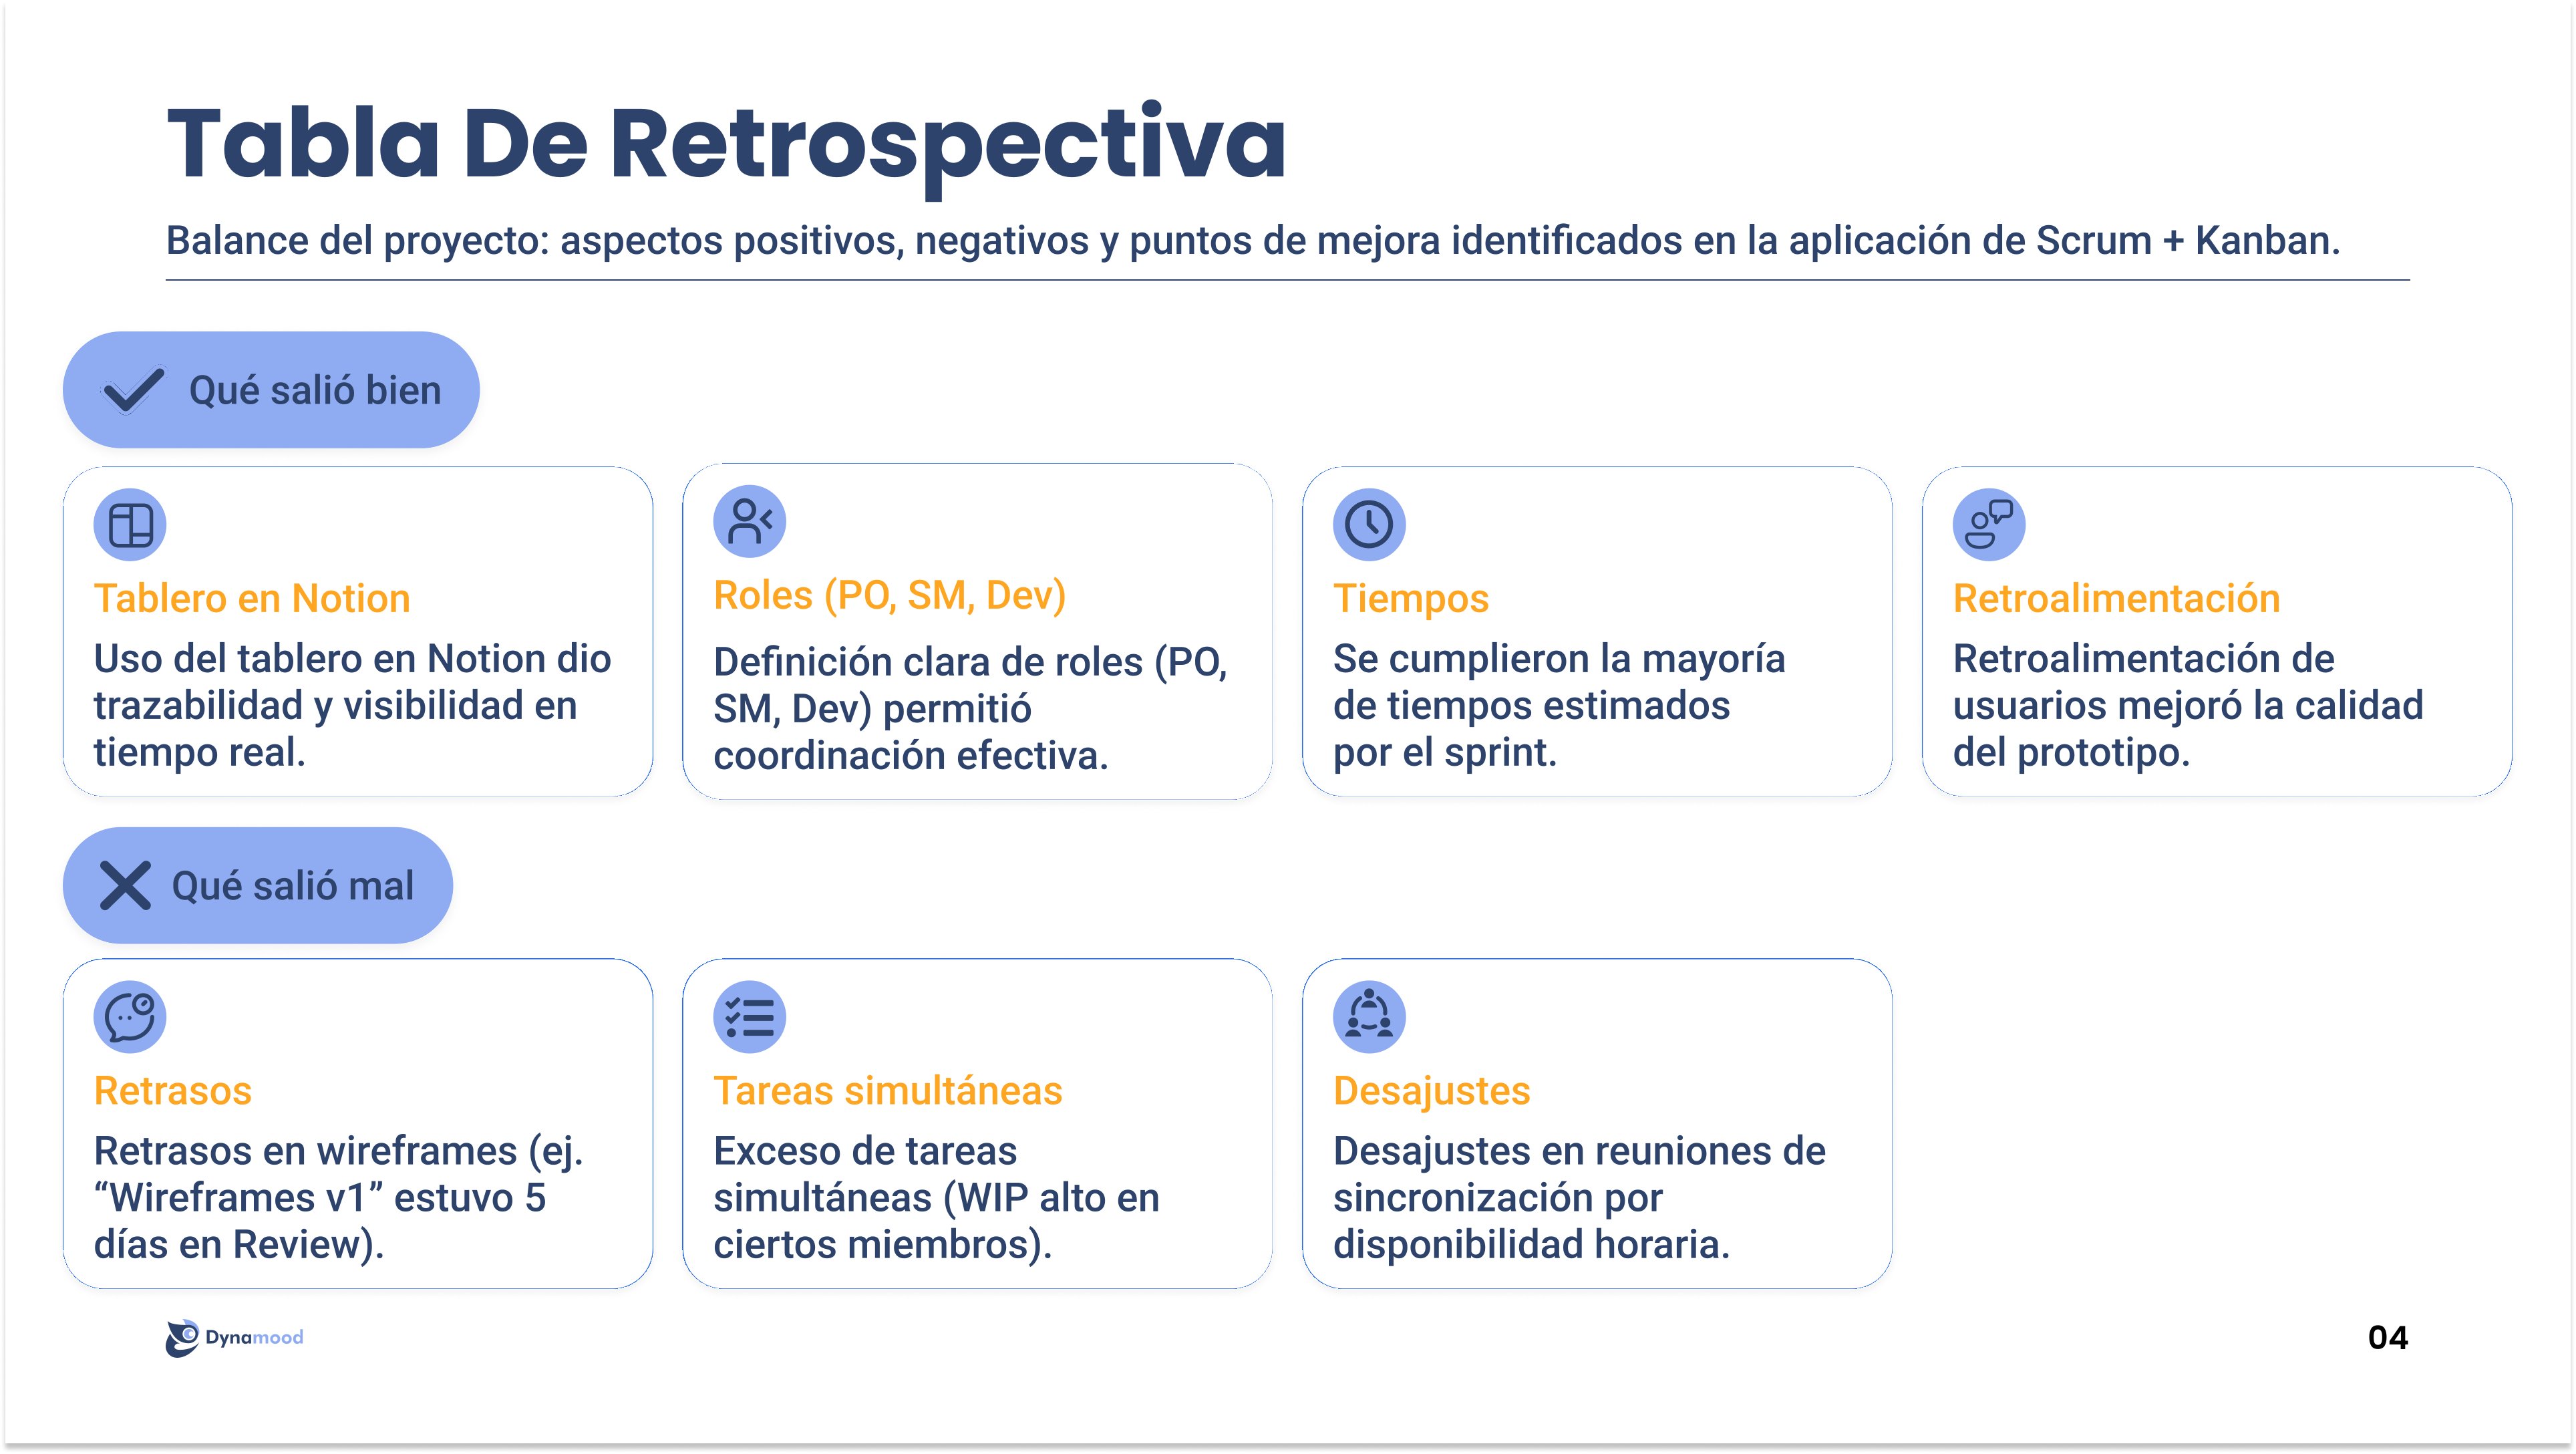 Tabla De Retrospectiva
Balance del proyecto: aspectos positivos, negativos y puntos de mejora identificados en la aplicación de Scrum + Kanban.
Qué salió bien
Tablero en Notion
Uso del tablero en Notion dio
trazabilidad y visibilidad en
tiempo real.
Roles (PO, SM, Dev)
Definición clara de roles (PO,
SM, Dev) permitió
coordinación efectiva.
Tiempos
Se cumplieron la mayoría
de tiempos estimados
por el sprint.
Retroalimentación
Retroalimentación de
usuarios mejoró la calidad
del prototipo.
Qué salió mal
Retrasos
Retrasos en wireframes (ej.
“Wireframes v1” estuvo 5
días en Review).
Tareas simultáneas
Exceso de tareas
simultáneas (WIP alto en
ciertos miembros).
Desajustes
Desajustes en reuniones de
sincronización por
disponibilidad horaria.
Dynamood
04